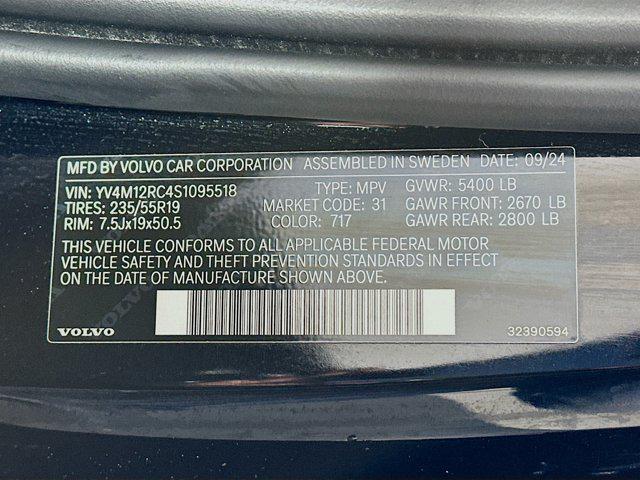 MFD BY VOLVO CAR CORPORATION ASSEMBLED IN SWEDEN DATE: 09/24
VIN: YV4M12RC4S1095518 TYPE: MPV GVWR: 5400 LB
TIRES: 235/55R19 MARKET CODE: 31 GAWR FRONT: 2670 LB
RIM: 7.5Jx19x50.5 COLOR: 717 GAWR REAR: 2800 LB
THIS VEHICLE CONFORMS TO ALL APPLICABLE FEDERAL MOTOR
VEHICLE SAFETY AND THEFT PREVENTION STANDARDS IN EFFECT
ON THE DATE OF MANUFACTURE SHOWN ABOVE.
VOLVO 32390594